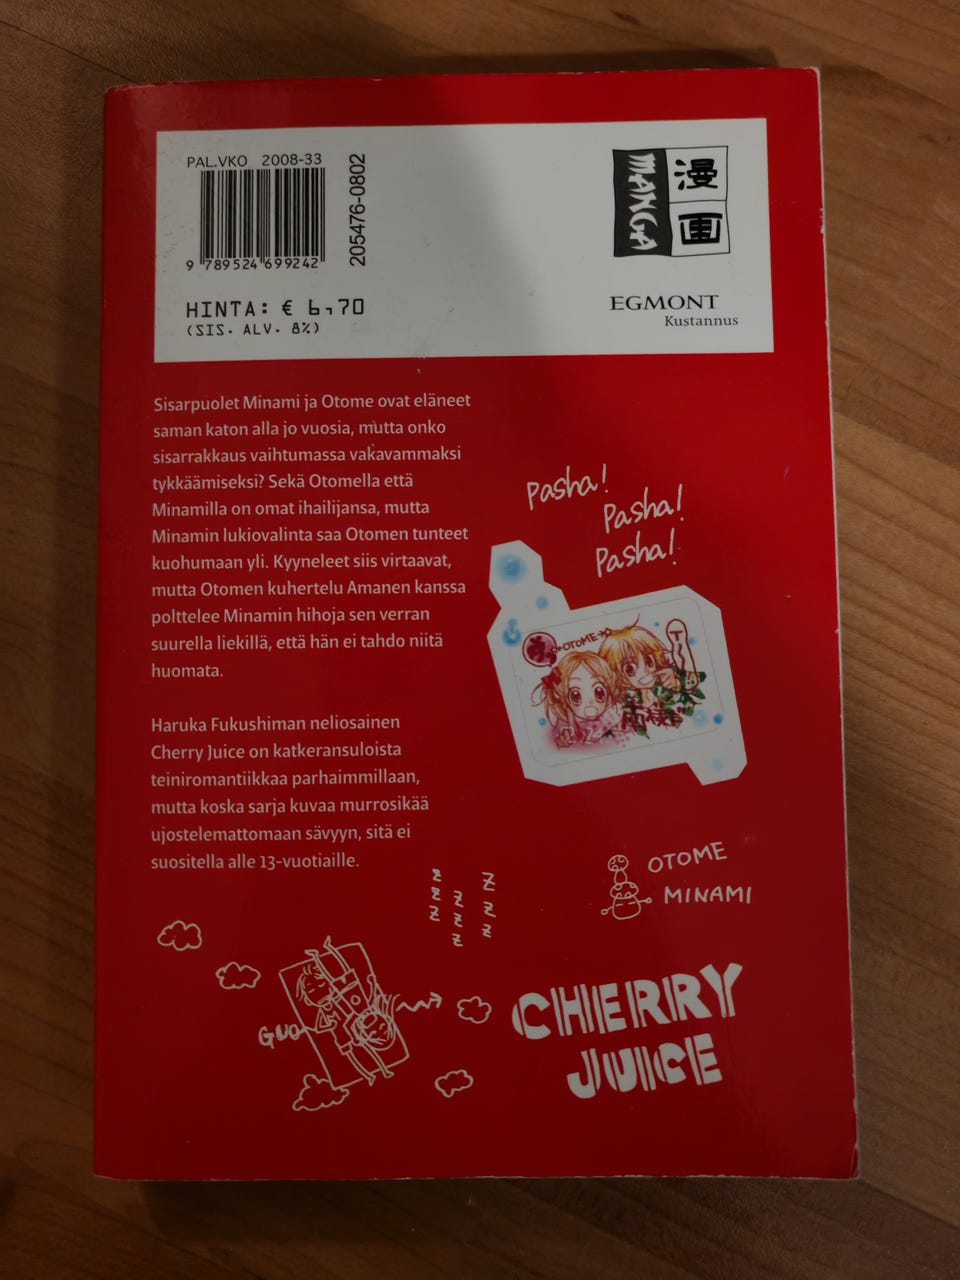 PAL.VKO 2008-33
205476-0802
9 789524 699242
HINTA: € 6,70
(SIS. ALV. 8%)
MANGA
漫
画
EGMONT
Kustannus
Sisarpuolet Minami ja Otome ovat eläneet
saman katon alla jo vuosia, mutta onko
sisarrakkaus vaihtumassa vakavammaksi
tykkäämiseksi? Sekä Otomella että
Minamilla on omat ihailijansa, mutta
Minamin lukiovalinta saa Otomen tunteet
kuohumaan yli. Kyyneleet siis virtaavat,
mutta Otomen kuhertelu Amanen kanssa
polttelee Minamin hihoja sen verran
suurella liekillä, että hän ei tahdo niitä
huomata.
Haruka Fukushiman neliosainen
Cherry Juice on katkeransuloista
teiniromantiikkaa parhaimmillaan,
mutta koska sarja kuvaa murrosikää
ujostelemattomaan sävyyn, sitä ei
suositella alle 13-vuotiaille.
Pasha!
Pasha!
Pasha!
OTOME
OTOME
MINAMI
Z Z Z
Z Z Z
Z Z Z
GUO
CHERRY
JUICE